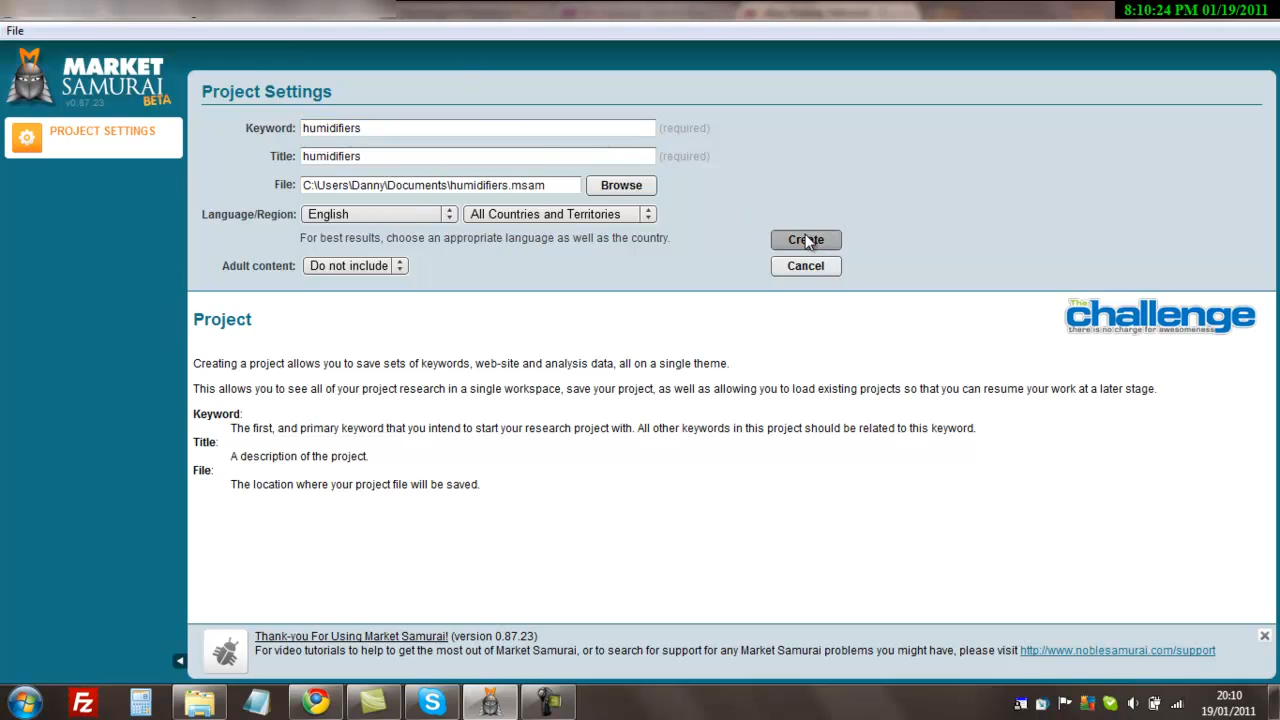 8:10:24 PM 01/19/2011
File
MARKET
SAMURAI
v0.87.23
BETA
PROJECT SETTINGS
Project Settings
Keyword: humidifiers (required)
Title: humidifiers (required)
File: C:\Users\Danny\Documents\humidifiers.msam Browse
Language/Region: English All Countries and Territories
For best results, choose an appropriate language as well as the country.
Create
Adult content: Do not include
Cancel
Project
The
challenge
there is no charge for awesomeness
Creating a project allows you to save sets of keywords, web-site and analysis data, all on a single theme.
This allows you to see all of your project research in a single workspace, save your project, as well as allowing you to load existing projects so that you can resume your work at a later stage.
Keyword:
The first, and primary keyword that you intend to start your research project with. All other keywords in this project should be related to this keyword.
Title:
A description of the project.
File:
The location where your project file will be saved.
Thank-you For Using Market Samurai! (version 0.87.23)
For video tutorials to help to get the most out of Market Samurai, or to search for support for any Market Samurai problems you might have, please visit http://www.noblesamurai.com/support
Fz
20:10
19/01/2011